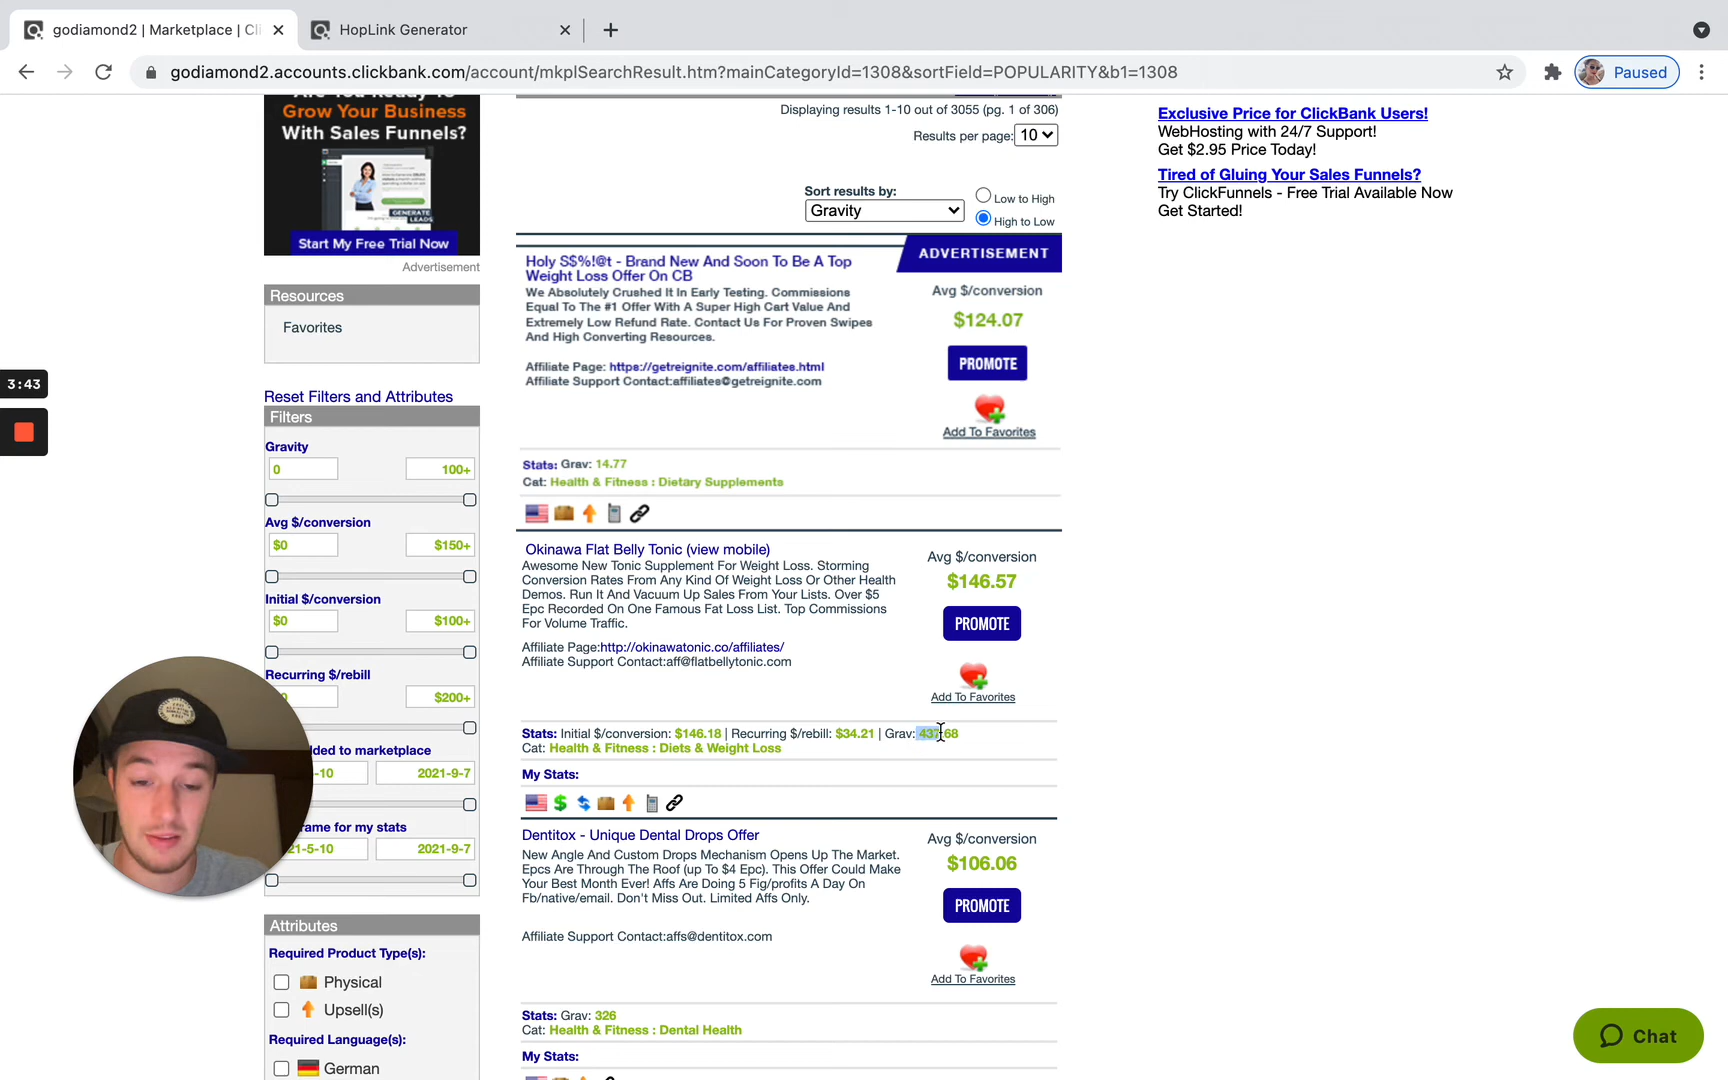 godiamond2 | Marketplace | Cli
HopLink Generator
godiamond2.accounts.clickbank.com/account/mkplSearchResult.htm?mainCategoryId=1308&sortField=POPULARITY&b1=1308
Paused
Grow Your Business
With Sales Funnels?
GENERATE
LEADS
Start My Free Trial Now
Advertisement
Resources
Favorites
3:43
Reset Filters and Attributes
Filters
Gravity
0
100+
Avg $/conversion
$0
$150+
Initial $/conversion
$0
$100+
Recurring $/rebill
$200+
dded to marketplace
-10
2021-9-7
rame for my stats
21-5-10
2021-9-7
Attributes
Required Product Type(s):
Physical
Upsell(s)
Required Language(s):
German
Displaying results 1-10 out of 3055 (pg. 1 of 306)
Results per page: 10
Sort results by:
Gravity
Low to High
High to Low
ADVERTISEMENT
Holy S$%!@t - Brand New And Soon To Be A Top
Weight Loss Offer On CB
We Absolutely Crushed It In Early Testing. Commissions
Equal To The #1 Offer With A Super High Cart Value And
Extremely Low Refund Rate. Contact Us For Proven Swipes
And High Converting Resources.
Affiliate Page: https://getreignite.com/affiliates.html
Affiliate Support Contact:affiliates@getreignite.com
Avg $/conversion
$124.07
PROMOTE
Add To Favorites
Stats: Grav: 14.77
Cat: Health & Fitness : Dietary Supplements
Okinawa Flat Belly Tonic (view mobile)
Awesome New Tonic Supplement For Weight Loss. Storming
Conversion Rates From Any Kind Of Weight Loss Or Other Health
Demos. Run It And Vacuum Up Sales From Your Lists. Over $5
Epc Recorded On One Famous Fat Loss List. Top Commissions
For Volume Traffic.
Affiliate Page:http://okinawatonic.co/affiliates/
Affiliate Support Contact:aff@flatbellytonic.com
Avg $/conversion
$146.57
PROMOTE
Add To Favorites
Stats: Initial $/conversion: $146.18 | Recurring $/rebill: $34.21 | Grav: 437.68
Cat: Health & Fitness : Diets & Weight Loss
My Stats:
Dentitox - Unique Dental Drops Offer
New Angle And Custom Drops Mechanism Opens Up The Market.
Epcs Are Through The Roof (up To $4 Epc). This Offer Could Make
Your Best Month Ever! Affs Are Doing 5 Fig/profits A Day On
Fb/native/email. Don't Miss Out. Limited Affs Only.
Affiliate Support Contact:affs@dentitox.com
Avg $/conversion
$106.06
PROMOTE
Add To Favorites
Stats: Grav: 326
Cat: Health & Fitness : Dental Health
My Stats:
Exclusive Price for ClickBank Users!
WebHosting with 24/7 Support!
Get $2.95 Price Today!
Tired of Gluing Your Sales Funnels?
Try ClickFunnels - Free Trial Available Now
Get Started!
Chat